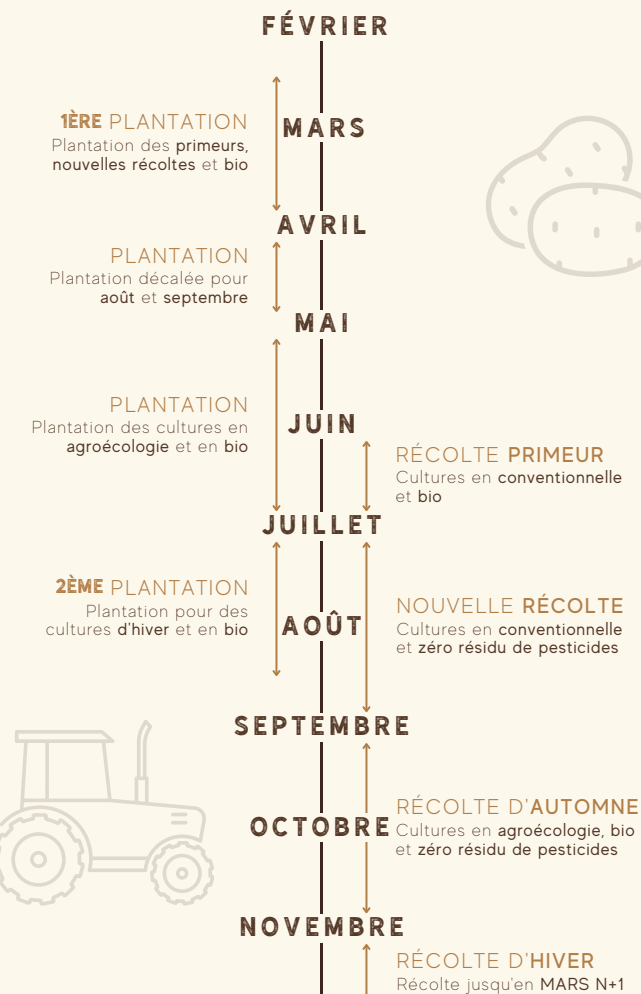 FÉVRIER
1ÈRE PLANTATION
Plantation des primeurs,
nouvelles récoltes et bio
MARS
AVRIL
PLANTATION
Plantation décalée pour
août et septembre
MAI
PLANTATION
Plantation des cultures en
agroécologie et en bio
JUIN
RÉCOLTE PRIMEUR
Cultures en conventionnelle
et bio
JUILLET
2ÈME PLANTATION
Plantation pour des
cultures d'hiver et en bio
AOÛT
NOUVELLE RÉCOLTE
Cultures en conventionnelle
et zéro résidu de pesticides
SEPTEMBRE
OCTOBRE
RÉCOLTE D'AUTOMNE
Cultures en agroécologie, bio
et zéro résidu de pesticides
NOVEMBRE
RÉCOLTE D'HIVER
Récolte jusqu'en MARS N+1